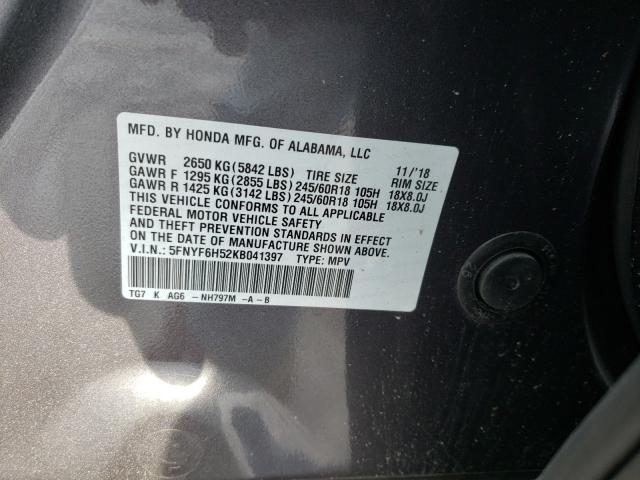 MFD. BY HONDA MFG. OF ALABAMA, LLC
GVWR 2650 KG(5842 LBS) TIRE SIZE 11/'18 RIM SIZE
GAWR F 1295 KG(2855 LBS)245/60R18 105H 18X8.0J
GAWR R 1425 KG(3142 LBS)245/60R18 105H 18X8.0J
THIS VEHICLE CONFORMS TO ALL APPLICABLE
FEDERAL MOTOR VEHICLE SAFETY
AND THEFT PREVENTION STANDARDS IN EFFECT
ON THE DATE OF MANUFACTURE SHOWN ABOVE.
V.I.N.: 5FNYF6H52KB041397 TYPE: MPV
TG7 K AG6 -NH797M -A-B